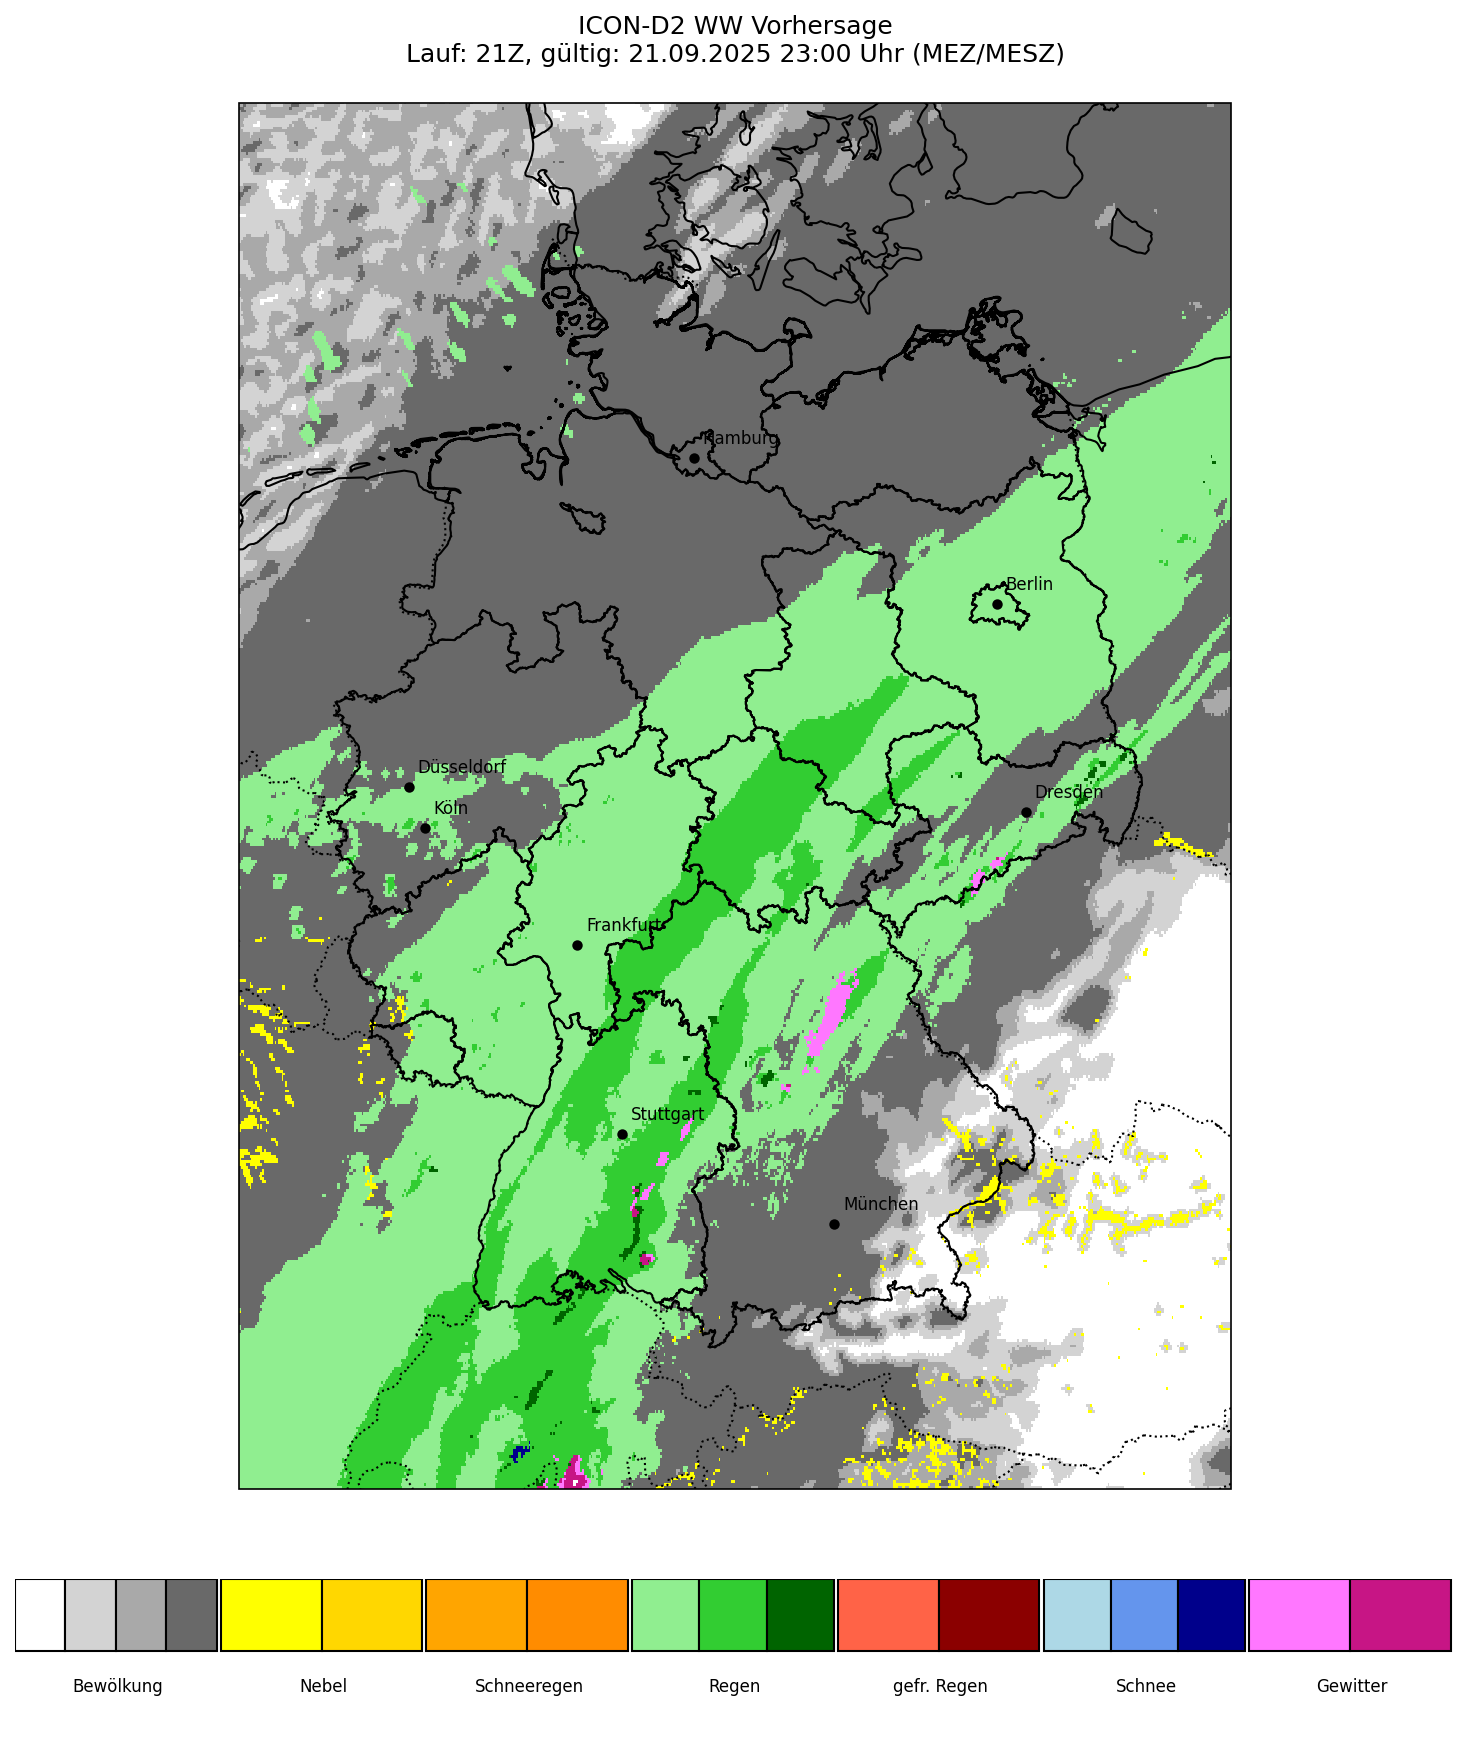 ICON-D2 WW Vorhersage
Lauf: 21Z, gültig: 21.09.2025 23:00 Uhr (MEZ/MESZ)
Hamburg
Berlin
Düsseldorf
Köln
Dresden
Frankfurt
Stuttgart
München
Bewölkung
Nebel
Schneeregen
Regen
gefr. Regen
Schnee
Gewitter